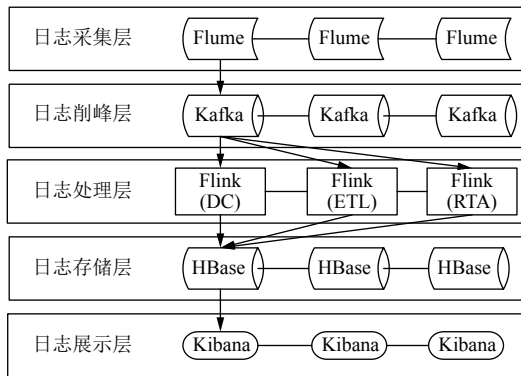 日志采集层 Flume Flume Flume
日志削峰层 Kafka Kafka Kafka
日志处理层 Flink (DC) Flink (ETL) Flink (RTA)
日志存储层 HBase HBase HBase
日志展示层 Kibana Kibana Kibana